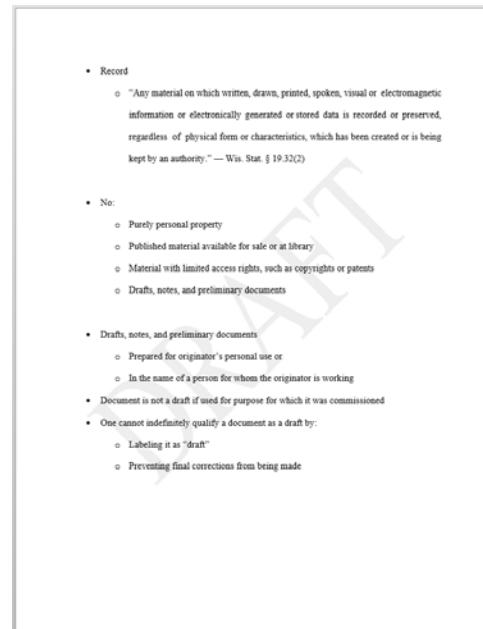 • Record
o "Any material on which written, drawn, printed, spoken, visual or electromagnetic
information or electronically generated or stored data is recorded or preserved,
regardless of physical form or characteristics, which has been created or is being
kept by an authority." — Wis. Stat. § 19.32(2)
• No:
o Purely personal property
o Published material available for sale or at library
o Material with limited access rights, such as copyrights or patents
o Drafts, notes, and preliminary documents
• Drafts, notes, and preliminary documents
o Prepared for originator's personal use or
o In the name of a person for whom the originator is working
• Document is not a draft if used for purpose for which it was commissioned
• One cannot indefinitely qualify a document as a draft by:
o Labeling it as "draft"
o Preventing final corrections from being made
DRAFT